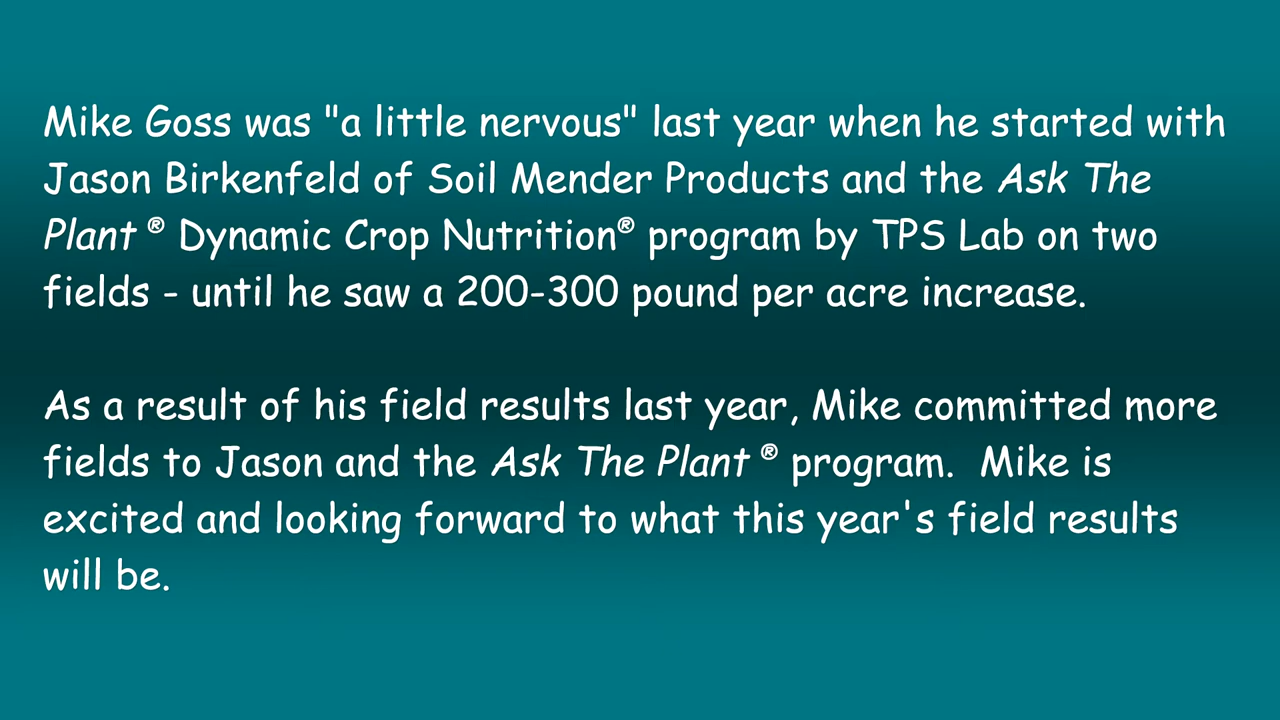 Mike Goss was "a little nervous" last year when he started with
Jason Birkenfeld of Soil Mender Products and the Ask The
Plant ® Dynamic Crop Nutrition® program by TPS Lab on two
fields - until he saw a 200-300 pound per acre increase.
As a result of his field results last year, Mike committed more
fields to Jason and the Ask The Plant ® program.  Mike is
excited and looking forward to what this year's field results
will be.